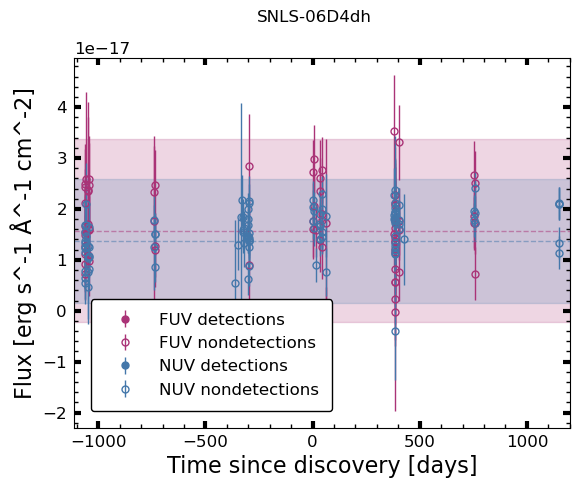 SNLS-06D4dh
1e−17
Flux [erg s^-1 Å^-1 cm^-2]
4
3
2
1
0
−1
−2
FUV detections
FUV nondetections
NUV detections
NUV nondetections
−1000 −500 0 500 1000
Time since discovery [days]